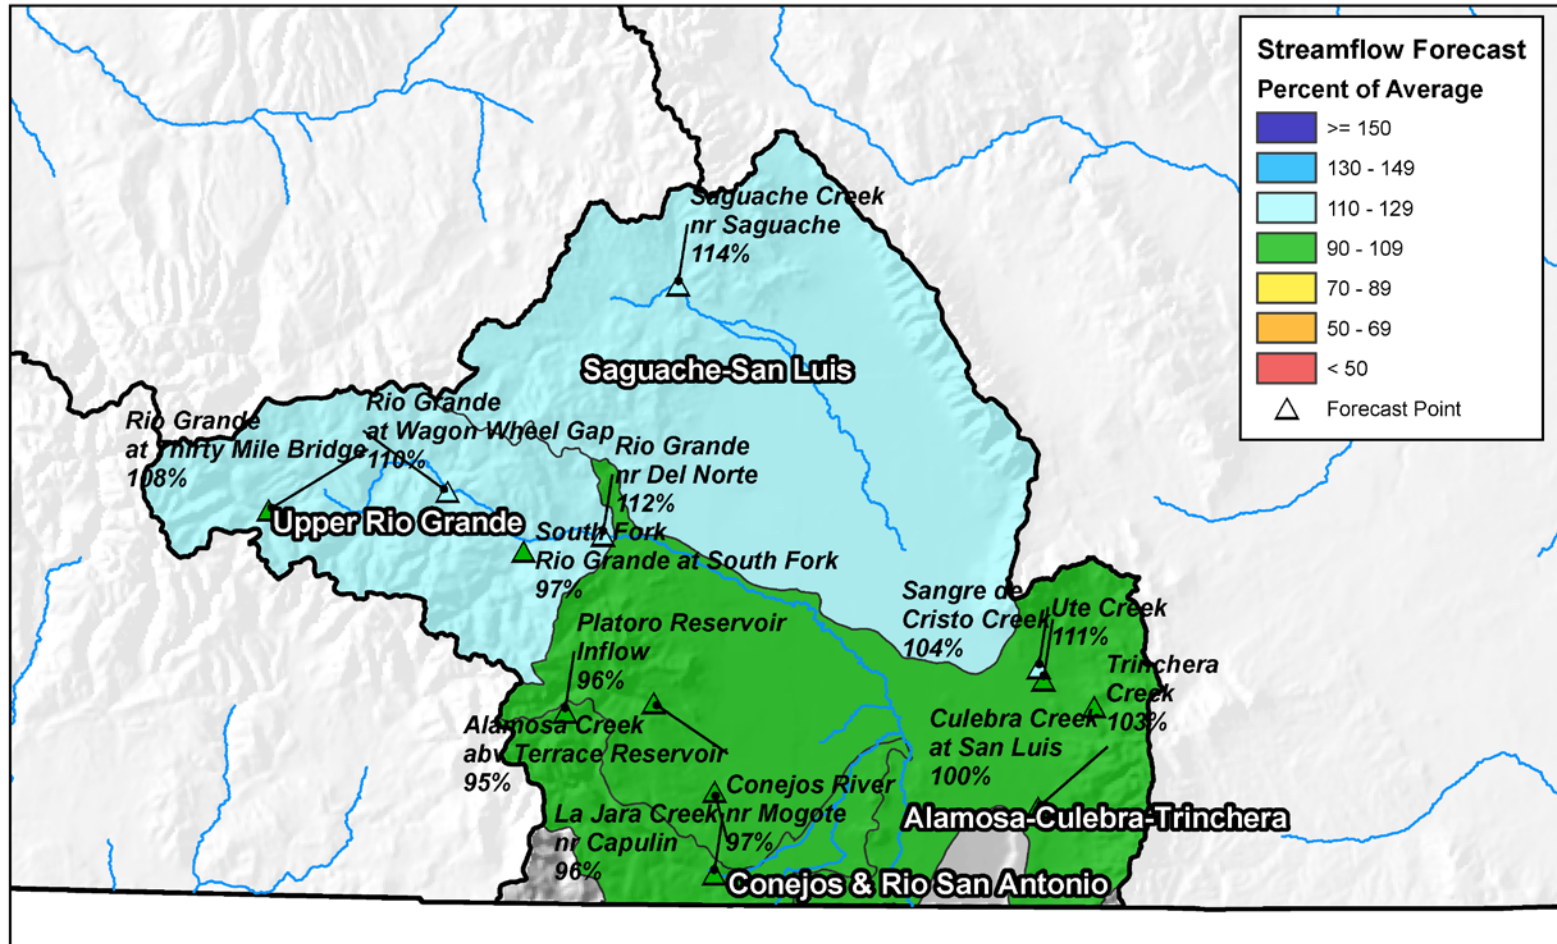 Streamflow Forecast
Percent of Average
>= 150
130 - 149
110 - 129
90 - 109
70 - 89
50 - 69
< 50
Forecast Point
Saguache Creek
nr Saguache
114%
Saguache-San Luis
Rio Grande
at Thirty Mile Bridge
108%
Rio Grande
at Wagon Wheel Gap
110%
Rio Grande
nr Del Norte
112%
Upper Rio Grande
South Fork
Rio Grande at South Fork
97%
Sangre de
Cristo Creek
104%
Ute Creek
111%
Platoro Reservoir
Inflow
96%
Trinchera
Creek
103%
Alamosa Creek
abv Terrace Reservoir
95%
Culebra Creek
at San Luis
100%
Conejos River
nr Mogote
97%
La Jara Creek
nr Capulin
96%
Alamosa-Culebra-Trinchera
Conejos & Rio San Antonio